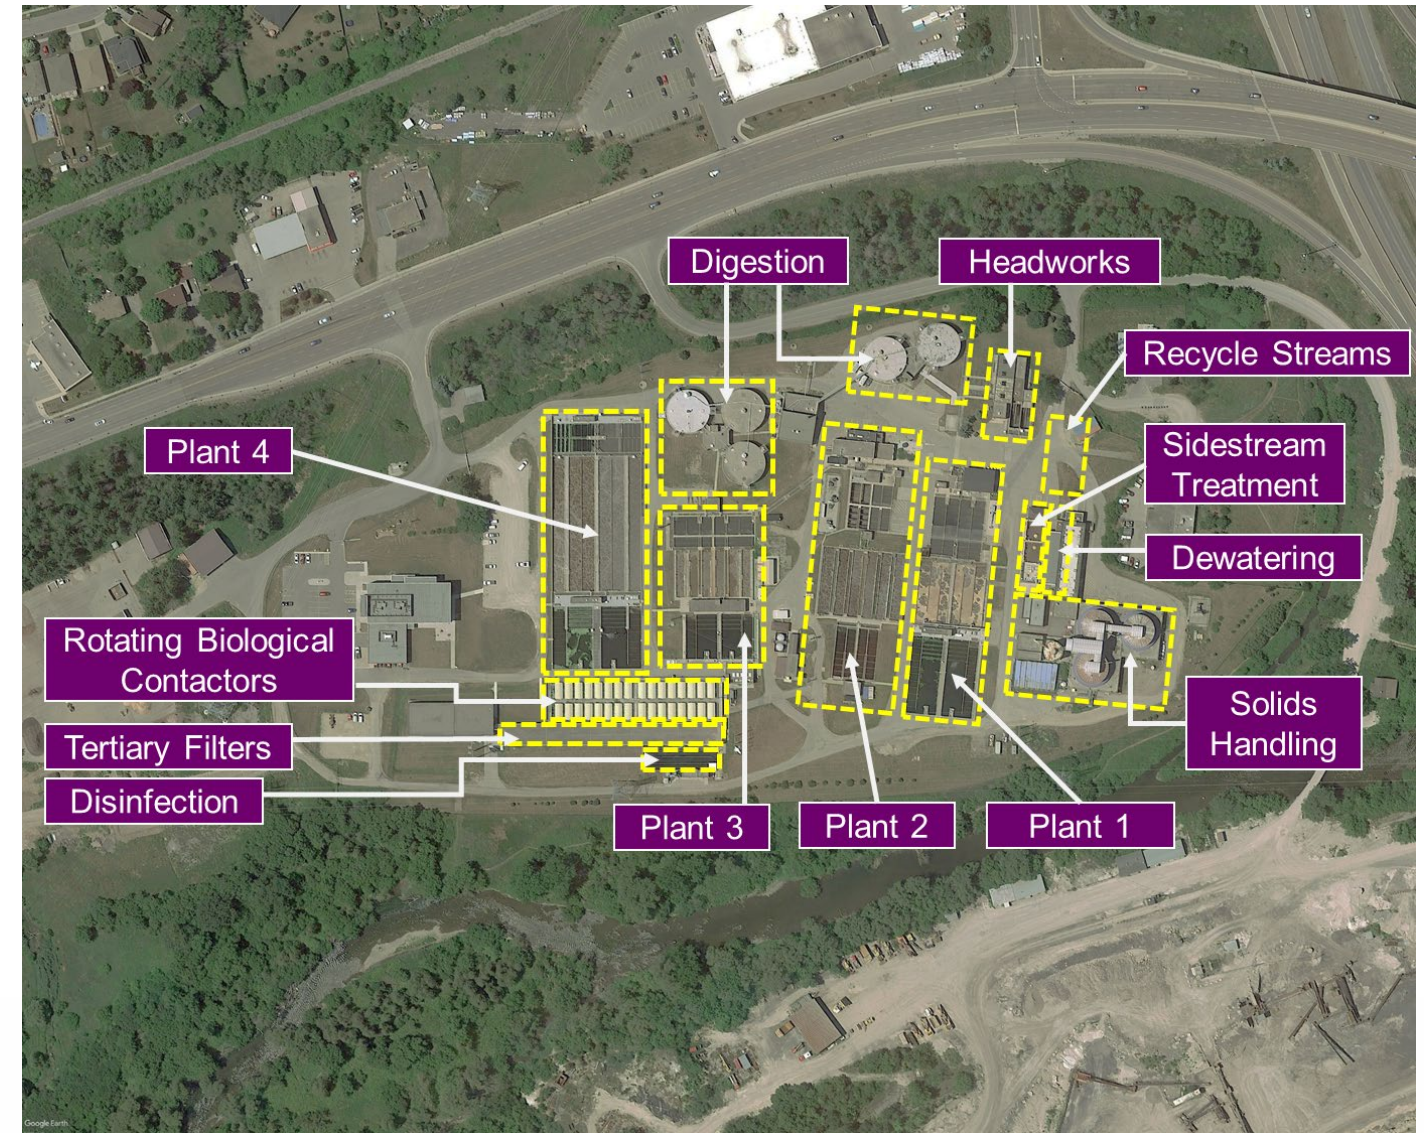 Digestion
Headworks
Recycle Streams
Plant 4
Sidestream
Treatment
Dewatering
Rotating Biological
Contactors
Tertiary Filters
Disinfection
Solids
Handling
Plant 3
Plant 2
Plant 1
Google Earth